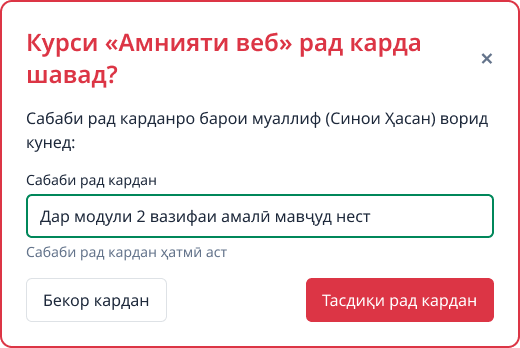 Курси «Амнияти веб» рад карда
шавад?
×
Сабаби рад карданро барои муаллиф (Синои Ҳасан) ворид
кунед:
Сабаби рад кардан
Дар модули 2 вазифаи амалӣ мавҷуд нест
Сабаби рад кардан ҳатмӣ аст
Бекор кардан
Тасдиқи рад кардан